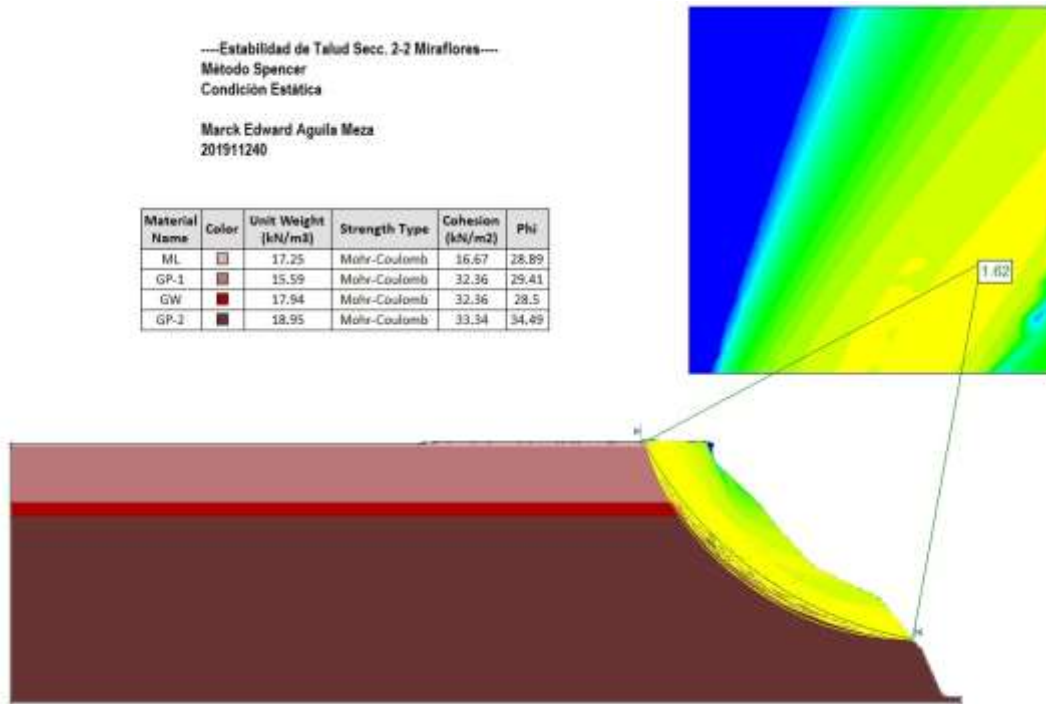 ----Estabilidad de Talud Secc. 2-2 Miraflores----
Método Spencer
Condición Estática
Marck Edward Aguila Meza
201911240
Material Name Color Unit Weight (kN/m3) Strength Type Cohesion (kN/m2) Phi
ML 17.25 Mohr-Coulomb 16.67 28.89
GP-1 15.59 Mohr-Coulomb 32.36 29.41
GW 17.94 Mohr-Coulomb 32.36 28.5
GP-2 18.95 Mohr-Coulomb 33.34 34.49
1.62